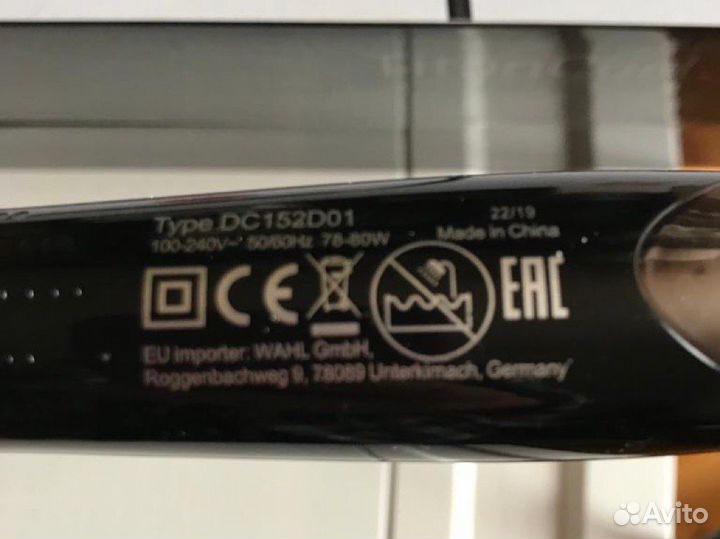 Type DC152D01
22/19
100-240V~ 50/60Hz 78-80W
Made in China
CE
EAC
EU importer: WAHL GmbH,
Roggenbachweg 9, 78089 Unterkirnach, Germany
Avito